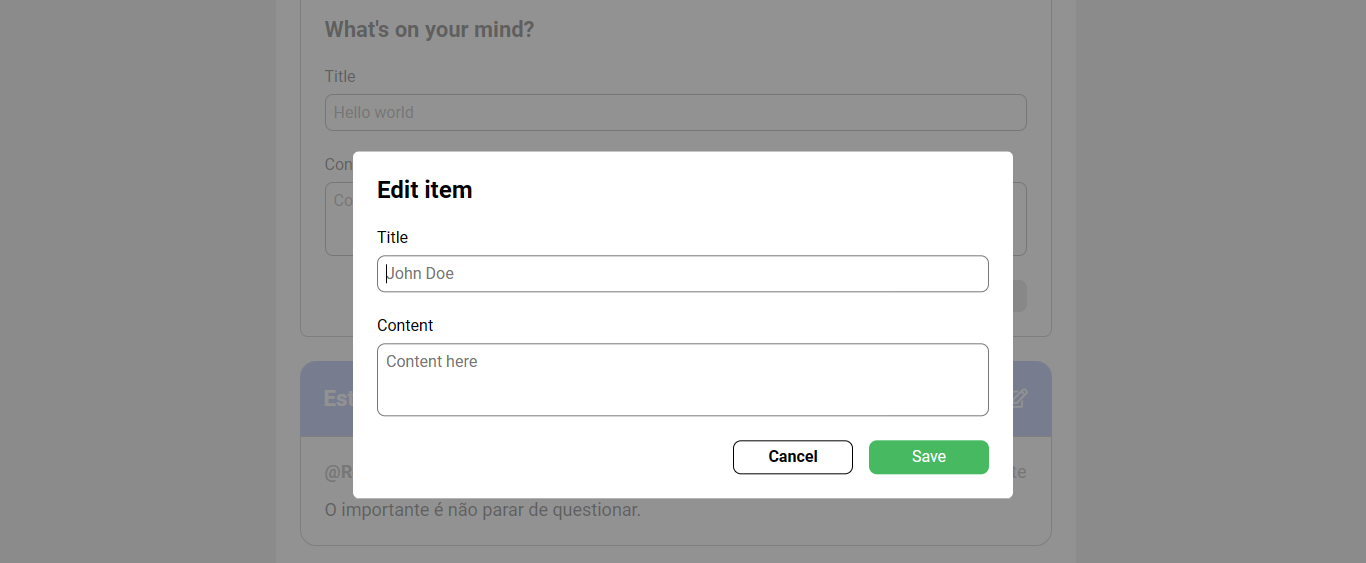 What's on your mind?
Title
Hello world
Con
Co
Edit item
Title
John Doe
Content
Content here
Cancel
Save
Est
@R
te
O importante é não parar de questionar.